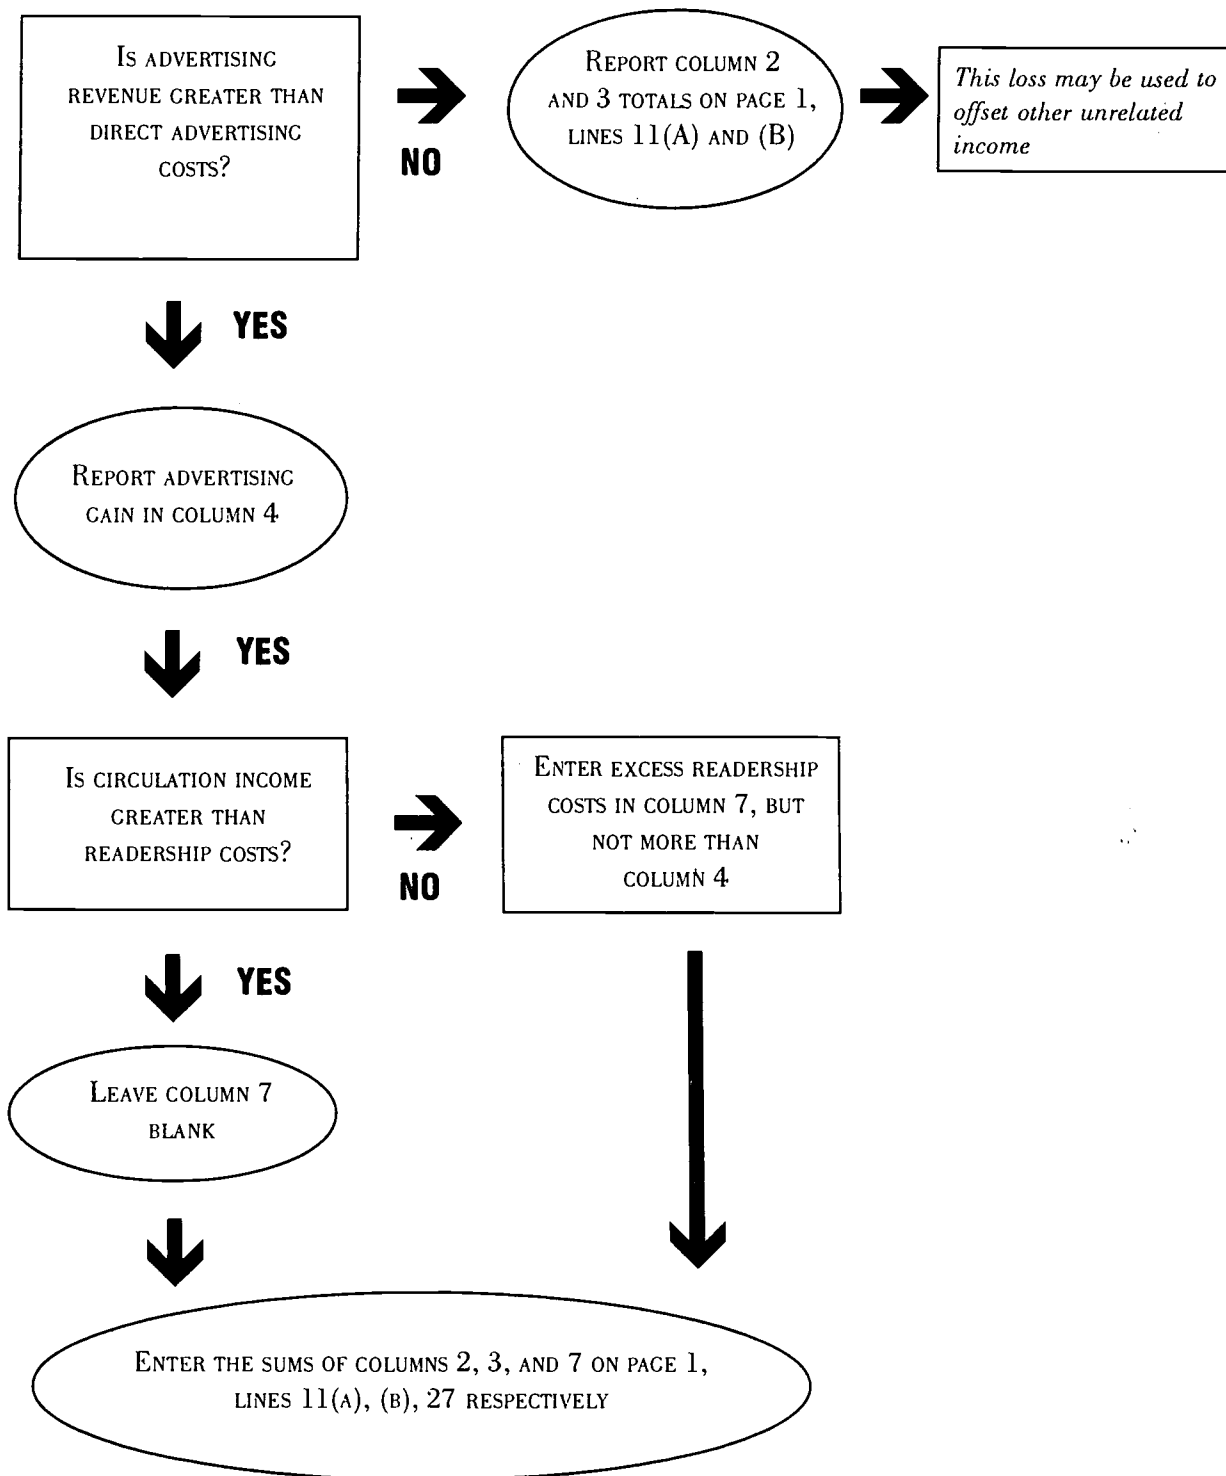 IS ADVERTISING
REVENUE GREATER THAN
DIRECT ADVERTISING
COSTS?
NO
REPORT COLUMN 2
AND 3 TOTALS ON PAGE 1,
LINES 11(A) AND (B)
This loss may be used to
offset other unrelated
income
YES
REPORT ADVERTISING
GAIN IN COLUMN 4
YES
IS CIRCULATION INCOME
GREATER THAN
READERSHIP COSTS?
NO
ENTER EXCESS READERSHIP
COSTS IN COLUMN 7, BUT
NOT MORE THAN
COLUMN 4
YES
LEAVE COLUMN 7
BLANK
ENTER THE SUMS OF COLUMNS 2, 3, AND 7 ON PAGE 1,
LINES 11(A), (B), 27 RESPECTIVELY